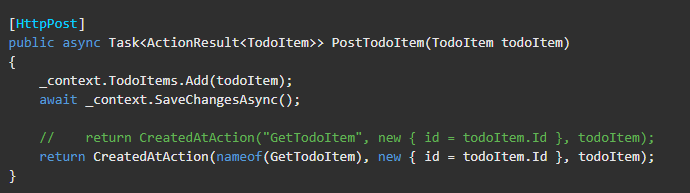 [HttpPost]
public async Task<ActionResult<TodoItem>> PostTodoItem(TodoItem todoItem)
{
    _context.TodoItems.Add(todoItem);
    await _context.SaveChangesAsync();

    //    return CreatedAtAction("GetTodoItem", new { id = todoItem.Id }, todoItem);
    return CreatedAtAction(nameof(GetTodoItem), new { id = todoItem.Id }, todoItem);
}